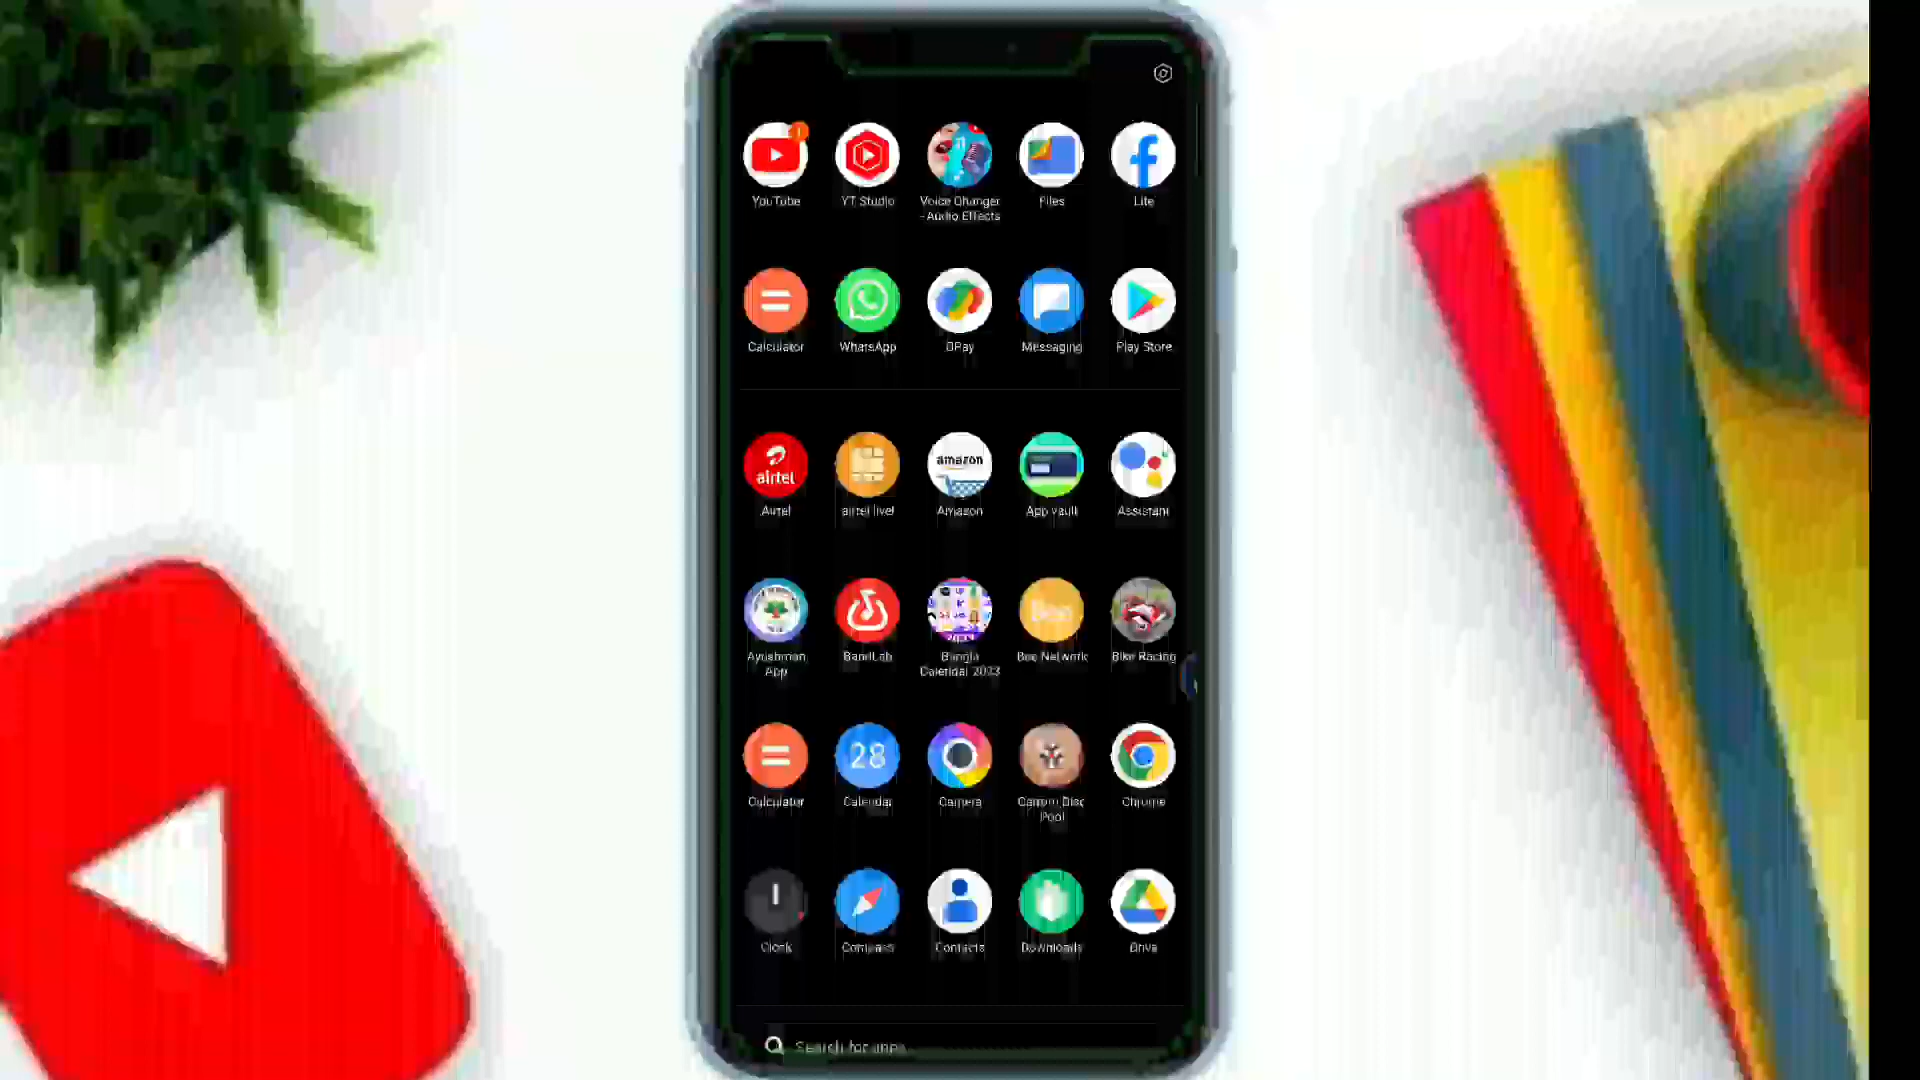 YouTube
YT Studio
Voice Changer
- Audio Effects
Files
Lite
Calculator
WhatsApp
GPay
Messaging
Play Store
airtel
amazon
Airtel
airtel live!
Amazon
App vault
Assistant
2023
Bee
Ayushman
App
BandLab
Bangla
Calendar 2023
Bee Network
Bike Racing
28
Calculator
Calendar
Camera
Carrom Disc
Pool
Chrome
Clock
Compass
Contacts
Downloads
Drive
Search for apps